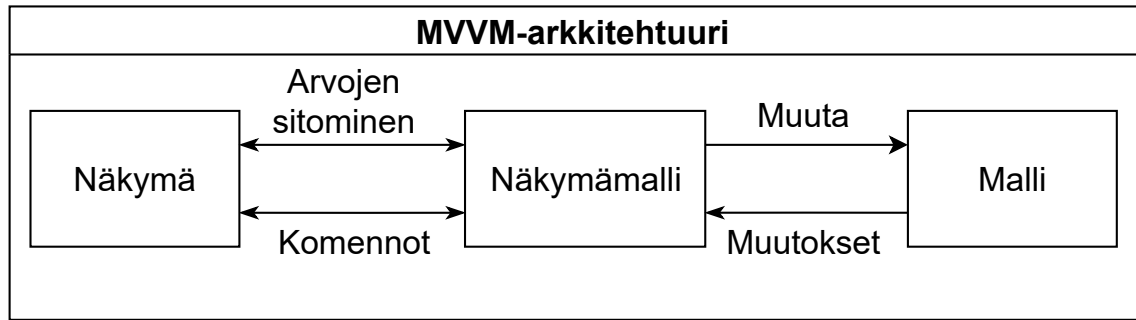 MVVM-arkkitehtuuri
Arvojen
sitominen
Muuta
Näkymä
Näkymämalli
Malli
Komennot
Muutokset